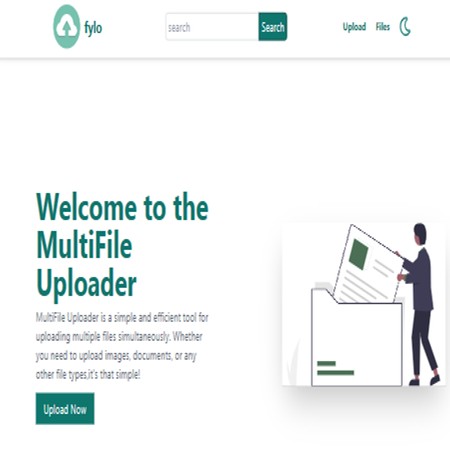 fylo
search
Search
Upload Files
Welcome to the
MultiFile
Uploader
MultiFile Uploader is a simple and efficient tool for
uploading multiple files simultaneously. Whether
you need to upload images, documents, or any
other file types,it's that simple!
Upload Now